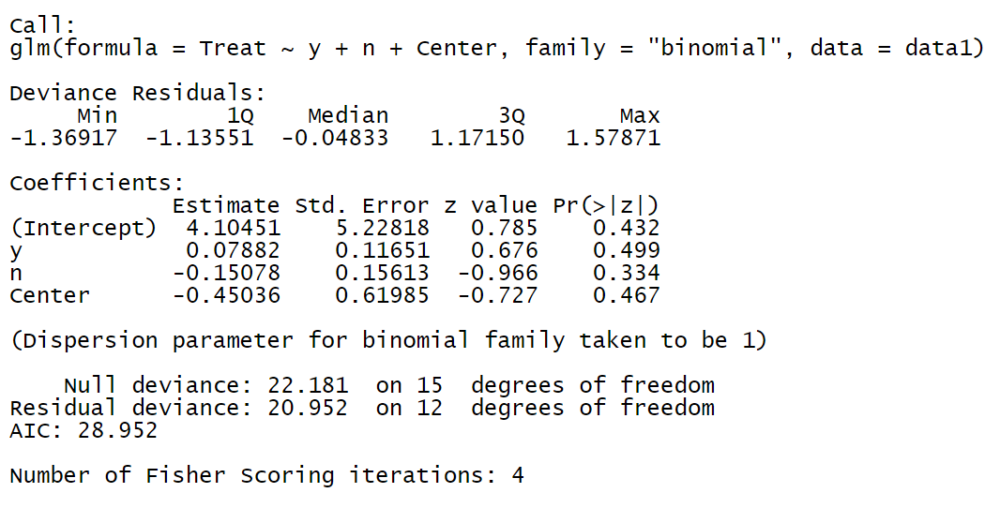 Call:
glm(formula = Treat ~ y + n + Center, family = "binomial", data = data1)
Deviance Residuals:
     Min        1Q    Median        3Q       Max
-1.36917  -1.13551  -0.04833   1.17150   1.57871
Coefficients:
            Estimate Std. Error z value Pr(>|z|)
(Intercept)  4.10451    5.22818   0.785    0.432
y            0.07882    0.11651   0.676    0.499
n           -0.15078    0.15613  -0.966    0.334
Center      -0.45036    0.61985  -0.727    0.467
(Dispersion parameter for binomial family taken to be 1)
    Null deviance: 22.181  on 15  degrees of freedom
Residual deviance: 20.952  on 12  degrees of freedom
AIC: 28.952
Number of Fisher Scoring iterations: 4